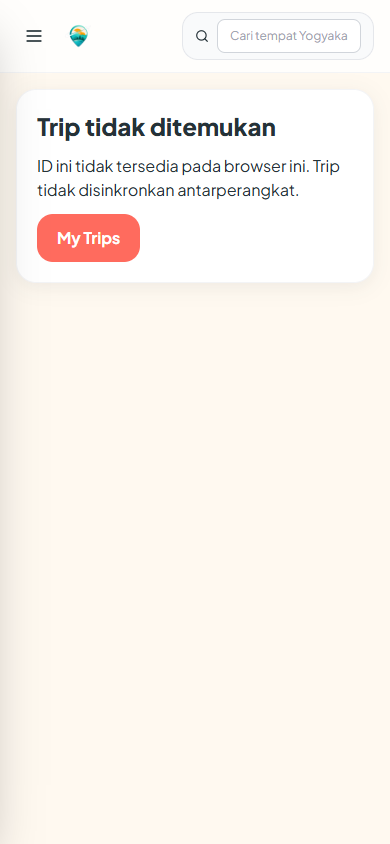 Cari tempat Yogyaka
Trip tidak ditemukan
ID ini tidak tersedia pada browser ini. Trip
tidak disinkronkan antarperangkat.
My Trips